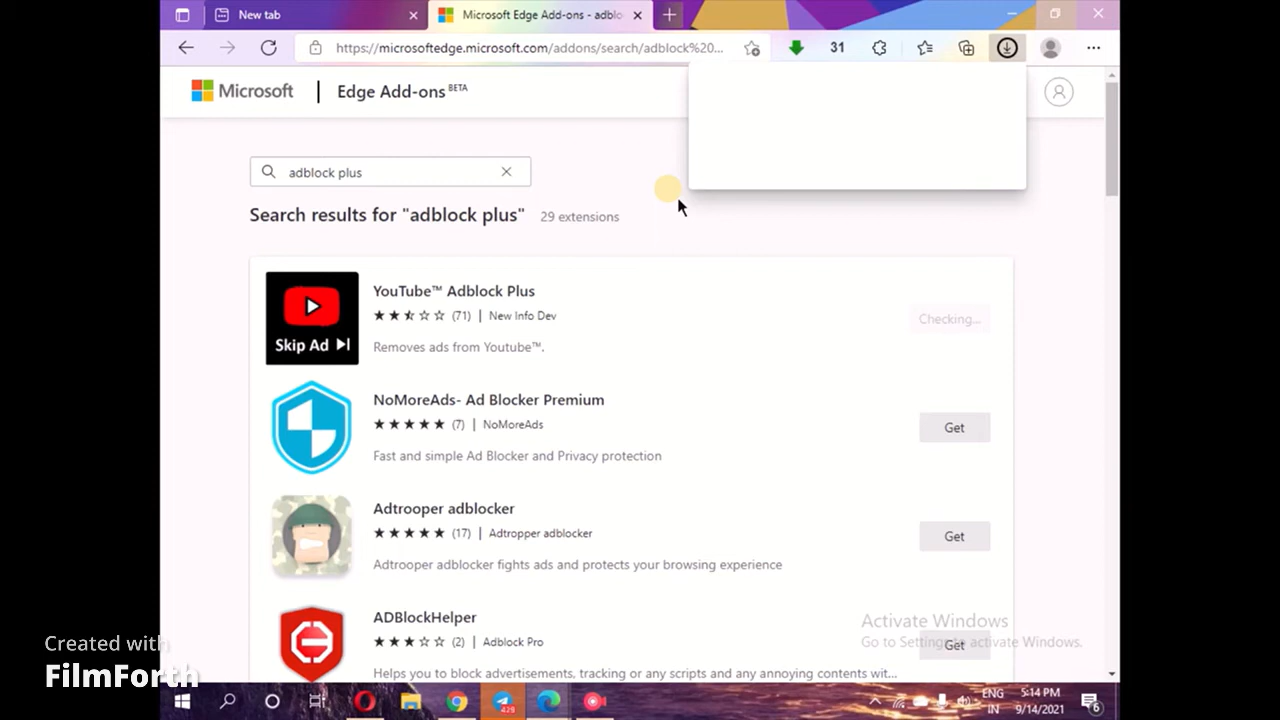 New tab
Microsoft Edge Add-ons - adblo
https://microsoftedge.microsoft.com/addons/search/adblock%20...
31
Microsoft | Edge Add-ons BETA
adblock plus
Search results for "adblock plus" 29 extensions
Skip Ad
YouTube™ Adblock Plus
(71) | New Info Dev
Removes ads from Youtube™.
Checking...
NoMoreAds- Ad Blocker Premium
(7) | NoMoreAds
Fast and simple Ad Blocker and Privacy protection
Get
Adtrooper adblocker
(17) | Adtropper adblocker
Adtrooper adblocker fights ads and protects your browsing experience
Get
ADBlockHelper
(2) | Adblock Pro
Helps you to block advertisements, tracking or any scripts and any annoying contents wit...
Get
Activate Windows
Go to Settings to activate Windows.
Created with
FilmForth
429
ENG
IN
5:14 PM
9/14/2021
6